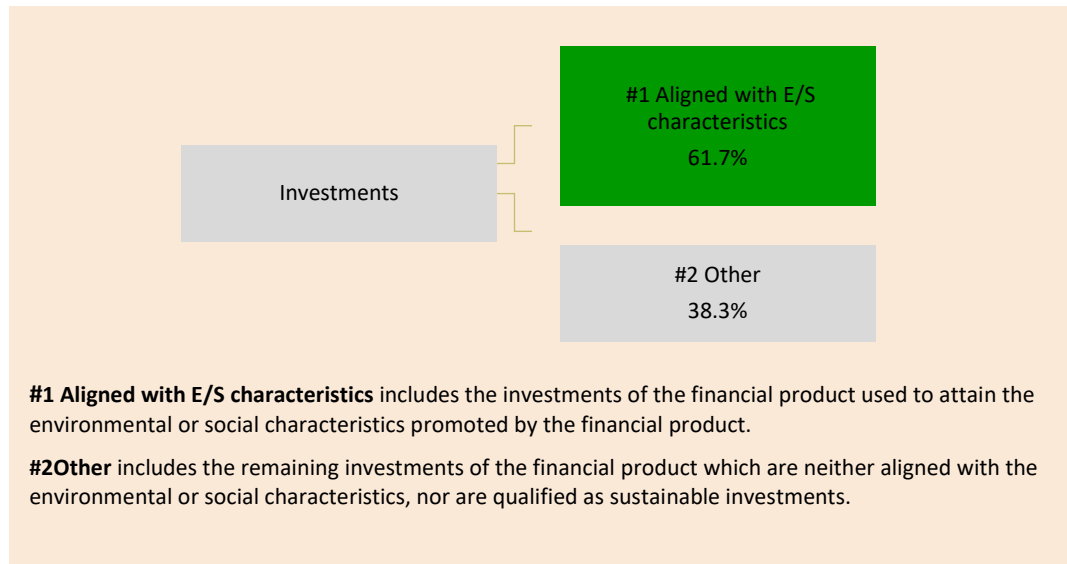 #1 Aligned with E/S
characteristics
61.7%
Investments
#2 Other
38.3%
#1 Aligned with E/S characteristics includes the investments of the financial product used to attain the
environmental or social characteristics promoted by the financial product.
#2Other includes the remaining investments of the financial product which are neither aligned with the
environmental or social characteristics, nor are qualified as sustainable investments.